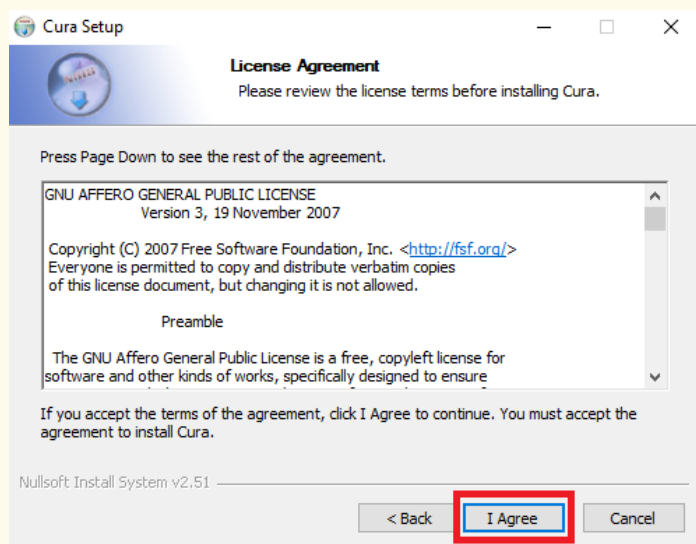 Cura Setup
License Agreement
Please review the license terms before installing Cura.
Press Page Down to see the rest of the agreement.
GNU AFFERO GENERAL PUBLIC LICENSE
Version 3, 19 November 2007
Copyright (C) 2007 Free Software Foundation, Inc. <http://fsf.org/>
Everyone is permitted to copy and distribute verbatim copies
of this license document, but changing it is not allowed.
Preamble
The GNU Affero General Public License is a free, copyleft license for
software and other kinds of works, specifically designed to ensure
If you accept the terms of the agreement, click I Agree to continue. You must accept the
agreement to install Cura.
Nullsoft Install System v2.51
< Back I Agree Cancel